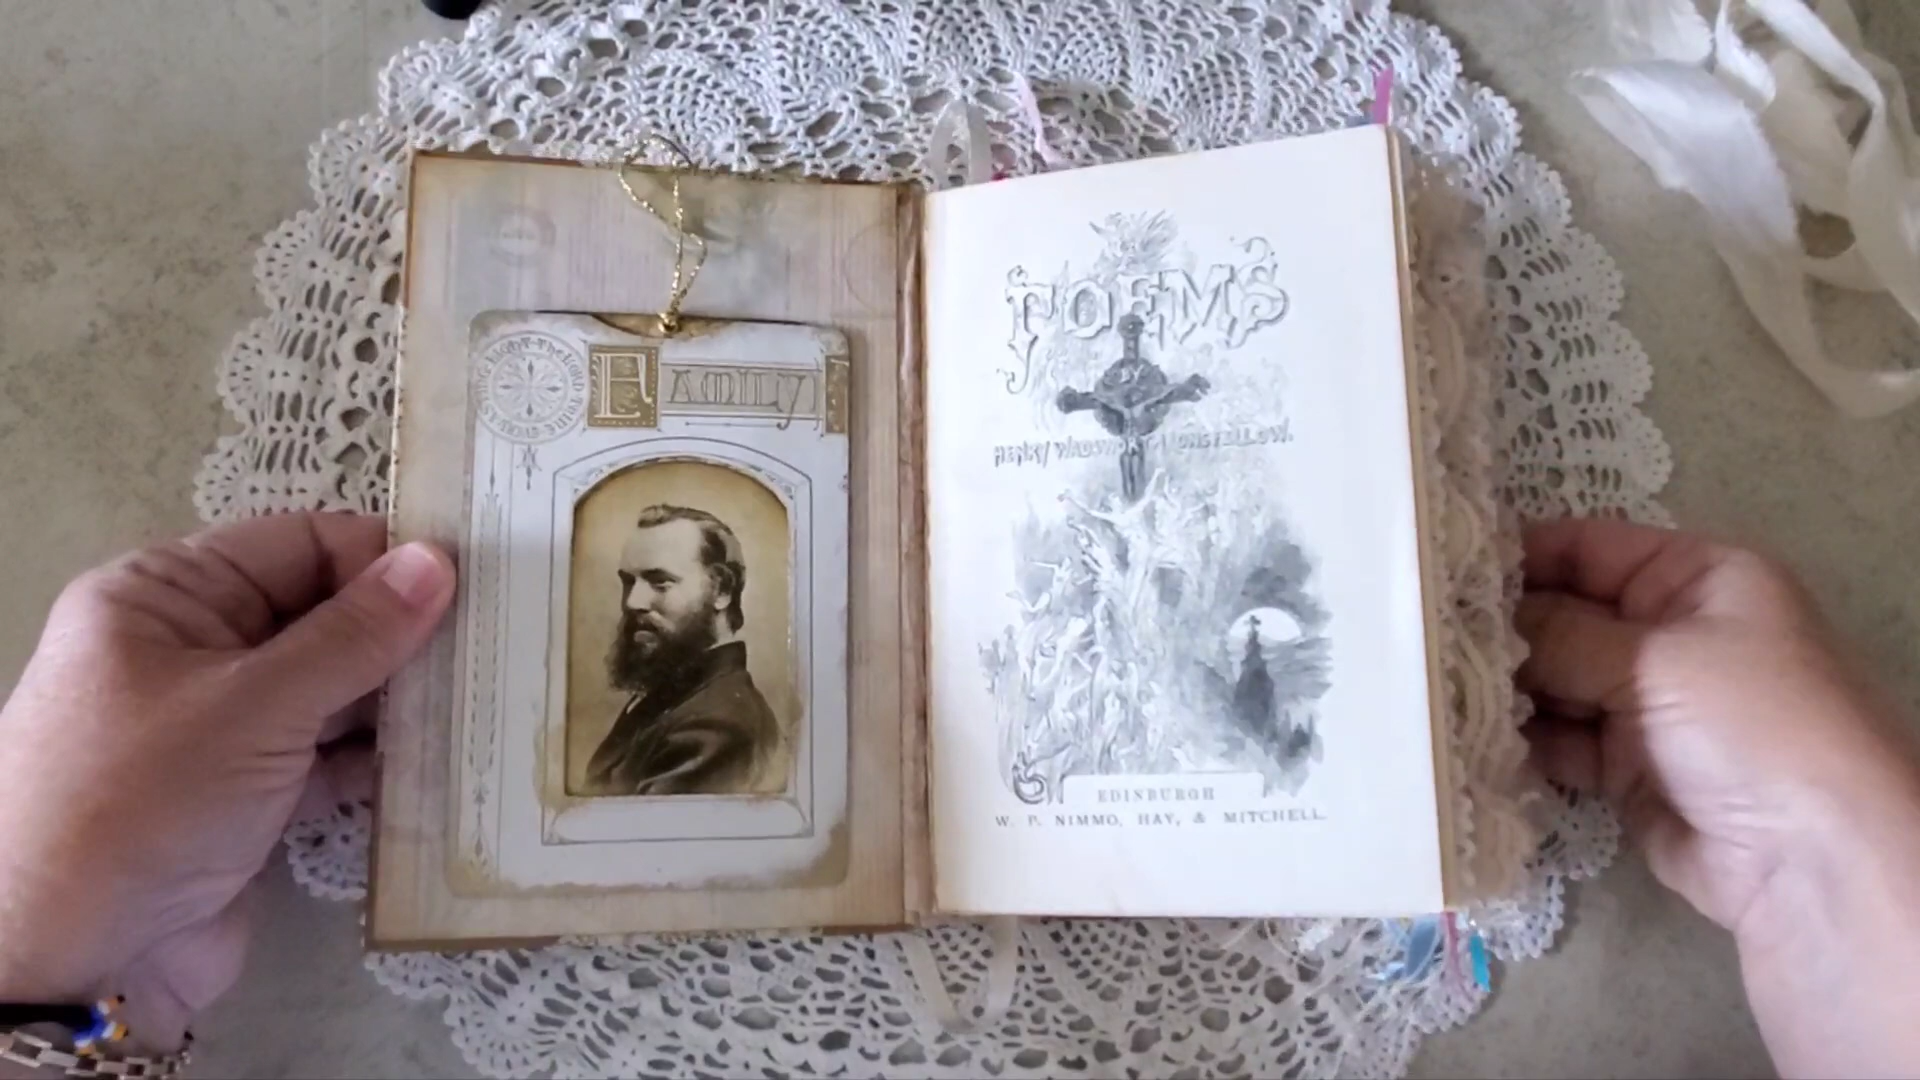 FAMILY
POEMS
BY
HENRY WADSWORTH LONGFELLOW.
EDINBURGH
W. P. NIMMO, HAY, & MITCHELL.